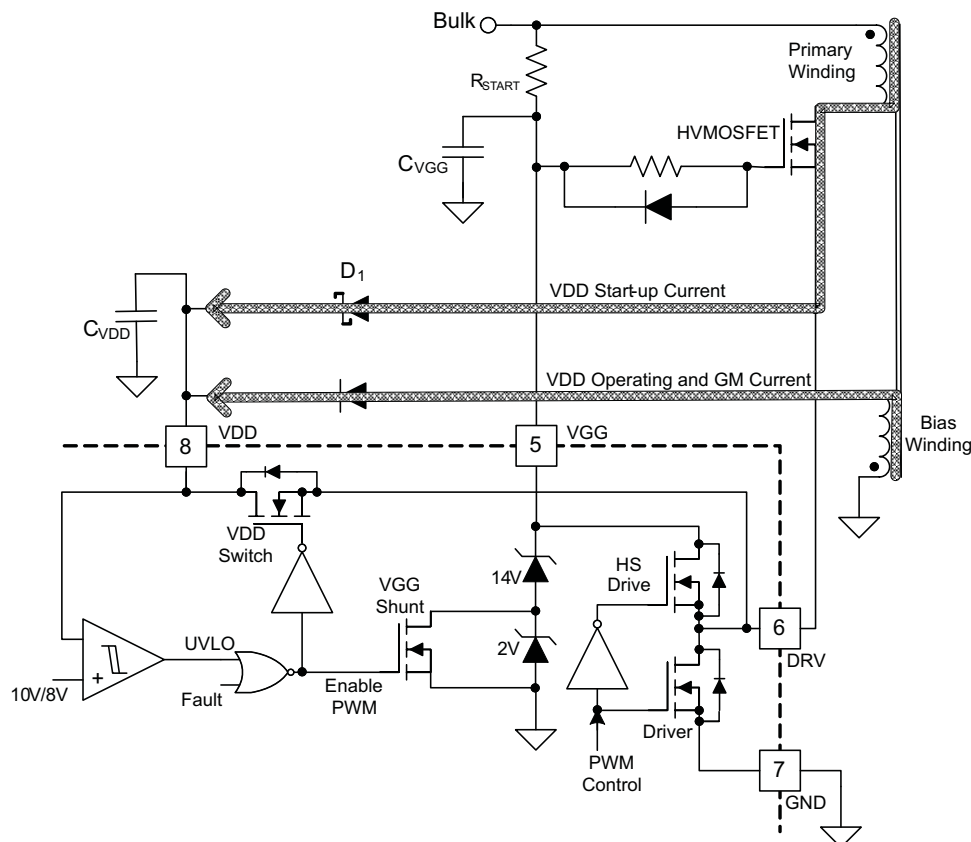 Bulk
Primary
Winding
RSTART
HVMOSFET
CVGG
D1
VDD Start-up Current
CVDD
VDD Operating and GM Current
8
VDD
5
VGG
Bias
Winding
VDD
Switch
14V
HS
Drive
VGG
Shunt
6
UVLO
2V
DRV
10V/8V
+
Fault
Enable
PWM
Driver
PWM
Control
7
GND